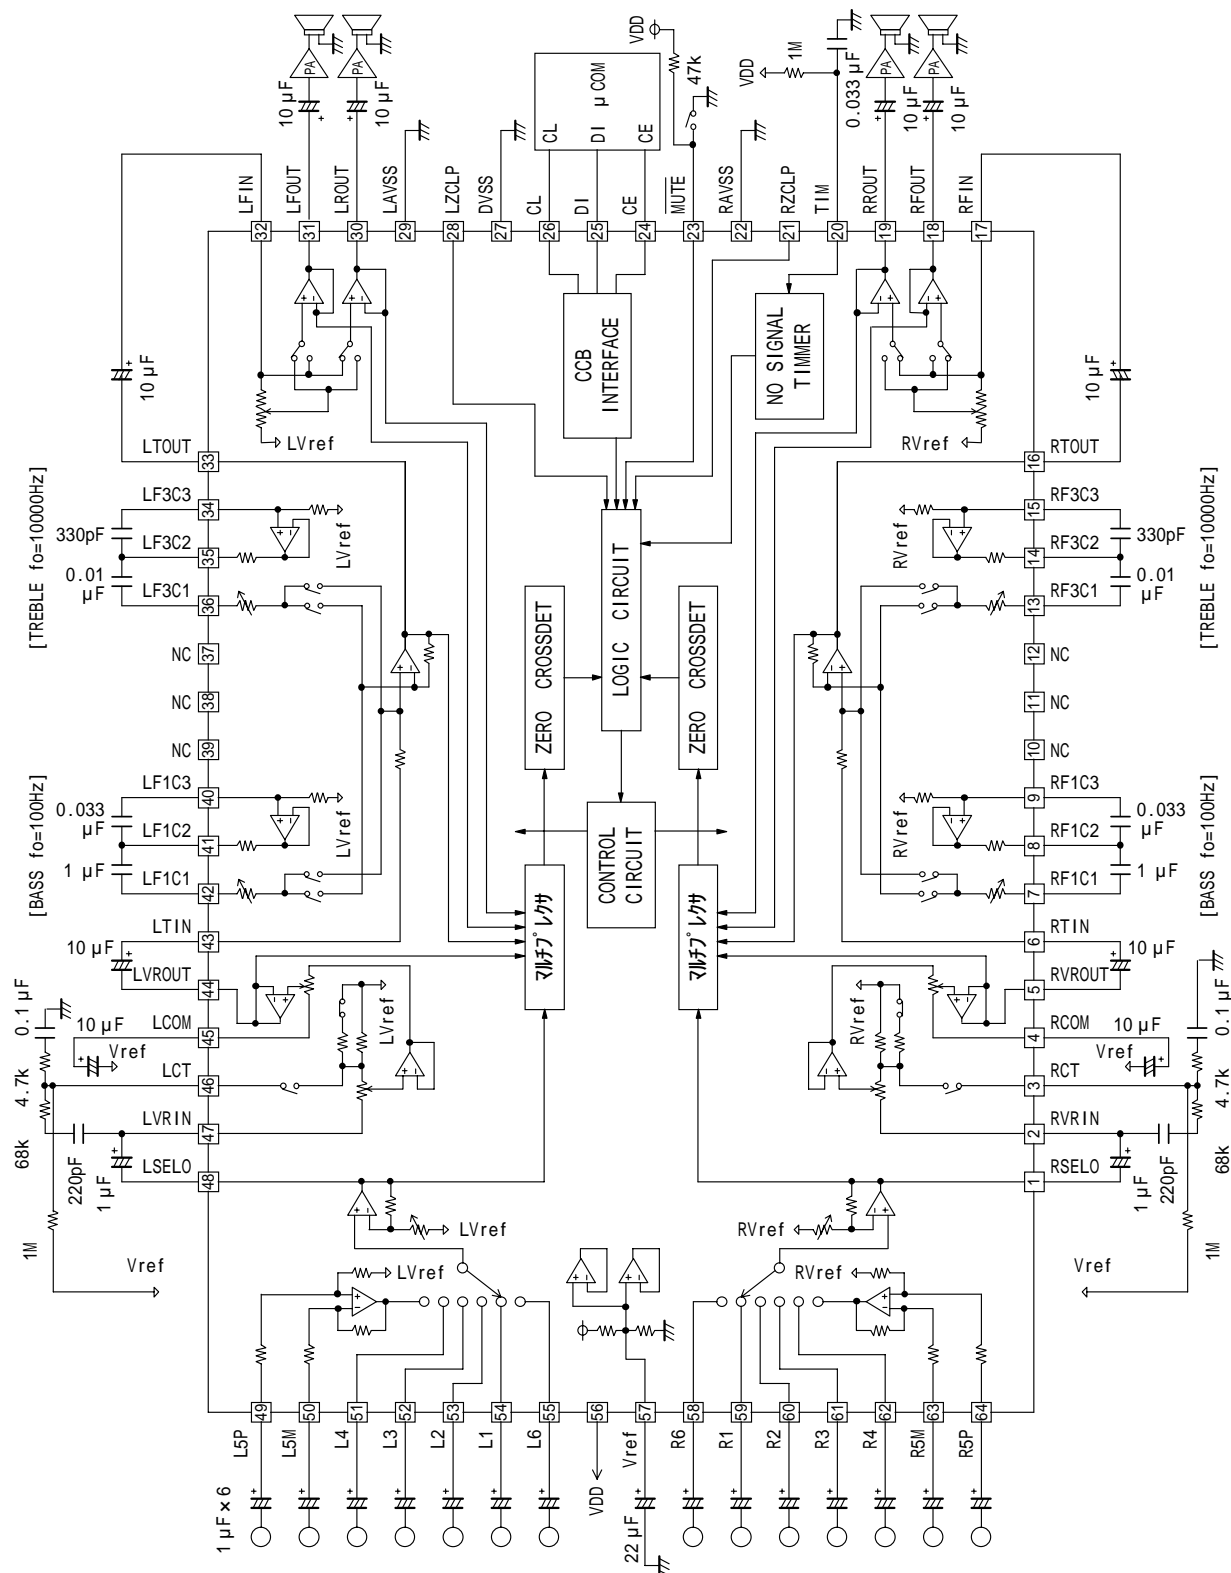 PA
PA
PA
PA
10 µF
10 µF
10 µF
10 µF
VDD
47k
µ COM
CL
DI
CE
VDD
1M
0.033 µF
LFIN
LFOUT
LROUT
LAVSS
LZCLP
DVSS
CL
DI
CE
MUTE
RAVSS
RZCLP
TIM
RROUT
RFOUT
RFIN
32
31
30
29
28
27
26
25
24
23
22
21
20
19
18
17
10 µF
10 µF
CCB
INTERFACE
NO SIGNAL
TIMMER
LVref
RVref
LTOUT
33
16
RTOUT
[TREBLE fo=10000Hz]
LF3C3
34
330pF
LF3C2
35
0.01
µF
LF3C1
36
LVref
RVref
15
RF3C3
14
RF3C2
330pF
13
RF3C1
0.01
µF
[TREBLE fo=10000Hz]
ZERO CROSSDET
LOGIC CIRCUIT
ZERO CROSSDET
NC
37
NC
38
NC
39
12
NC
11
NC
10
NC
[BASS fo=100Hz]
LF1C3
40
0.033
µF
LF1C2
41
1 µF
LF1C1
42
LVref
RVref
9
RF1C3
0.033
µF
8
RF1C2
7
RF1C1
1 µF
[BASS fo=100Hz]
マルチプレクサ
CONTROL
CIRCUIT
マルチプレクサ
LTIN
43
10 µF
LVROUT
44
6
RTIN
10 µF
5
RVROUT
0.1 µF
10 µF
LCOM
45
Vref
LCT
46
4.7k
LVRIN
47
68k
220pF
1 µF
LSELO
48
1M
Vref
LVref
RVref
4
RCOM
10 µF
Vref
3
RCT
0.1 µF
4.7k
2
RVRIN
68k
220pF
1 µF
1
RSELO
1M
Vref
LVref
RVref
LVref
RVref
49
50
51
52
53
54
55
56
57
58
59
60
61
62
63
64
L5P
L5M
L4
L3
L2
L1
L6
VDD
Vref
R6
R1
R2
R3
R4
R5M
R5P
1 µF×6
22 µF